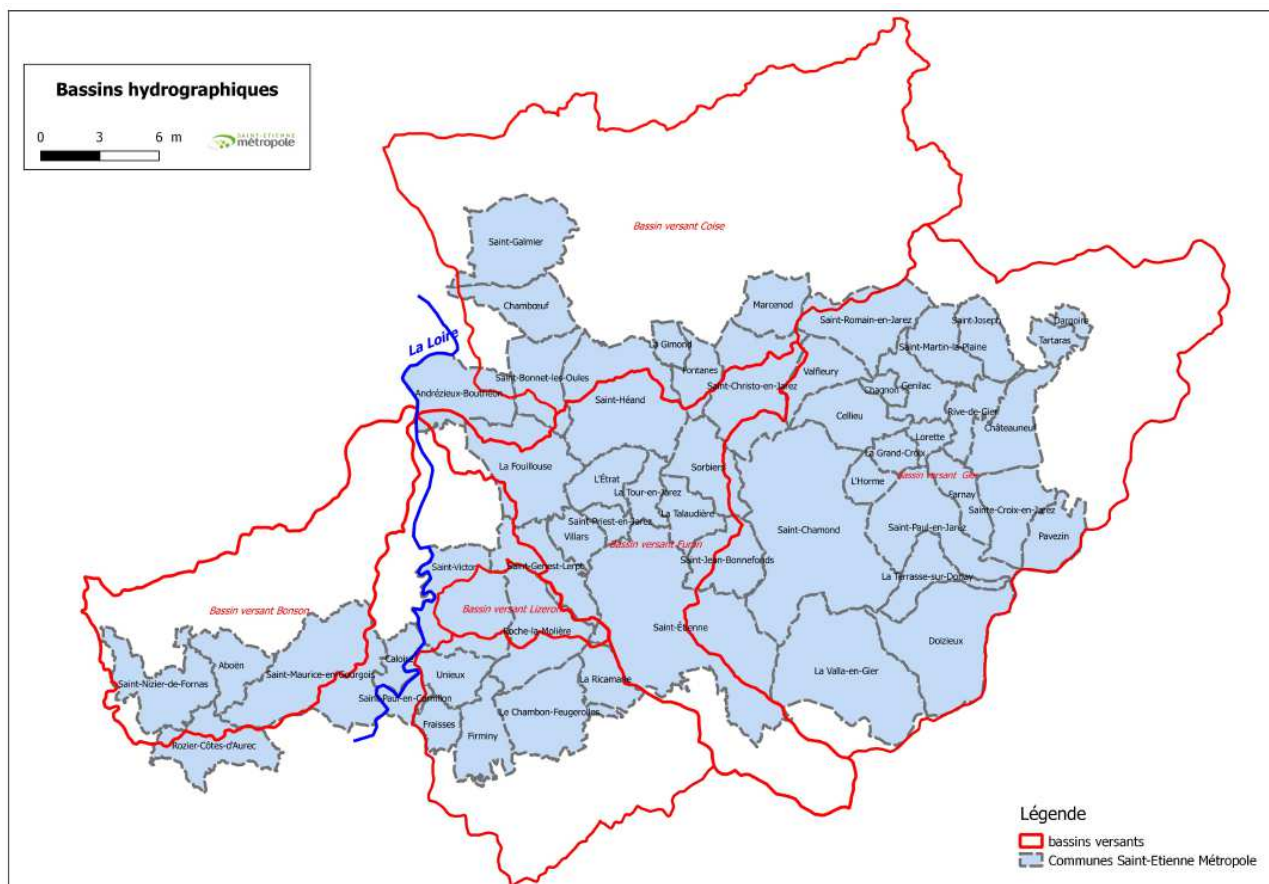 Bassins hydrographiques
0 3 6 m
SAINT-ETIENNE
métropole
Bassin versant Coise
Saint-Galmier
Chambœuf
Marcenod
La Loire
Saint-Romain-en-Jarez
Saint-Joseph
Dargoire
Tartaras
Saint-Martin-la-Plaine
La Gimond
Fontanes
Valfleury
Saint-Bonnet-les-Oules
Saint-Christo-en-Jarez
Chagnon
Genilac
Andrézieux-Bouthéon
Saint-Héand
Cellieu
Rive-de-Gier
Châteauneuf
Lorette
La Fouillouse
Sorbiers
La Grand-Croix
Bassin versant Gier
L'Étrat
L'Horme
La Tour-en-Jarez
Farnay
La Talaudière
Sainte-Croix-en-Jarez
Saint-Priest-en-Jarez
Saint-Chamond
Saint-Paul-en-Jarez
Villars
Pavezin
Bassin versant Furan
Saint-Jean-Bonnefonds
Saint-Victor
Saint-Genest-Lerpt
La Terrasse-sur-Dorlay
Bassin versant Bonson
Bassin versant Lizeron
Saint-Étienne
Roche-la-Molière
Doizieux
Caloire
Aboën
La Valla-en-Gier
Saint-Maurice-en-Gourgois
Unieux
La Ricamarie
Saint-Nizier-de-Fornas
Saint-Paul-en-Cornillon
Le Chambon-Feugerolles
Fraisses
Firminy
Rozier-Côtes-d'Aurec
Légende
bassins versants
Communes Saint-Etienne Métropole